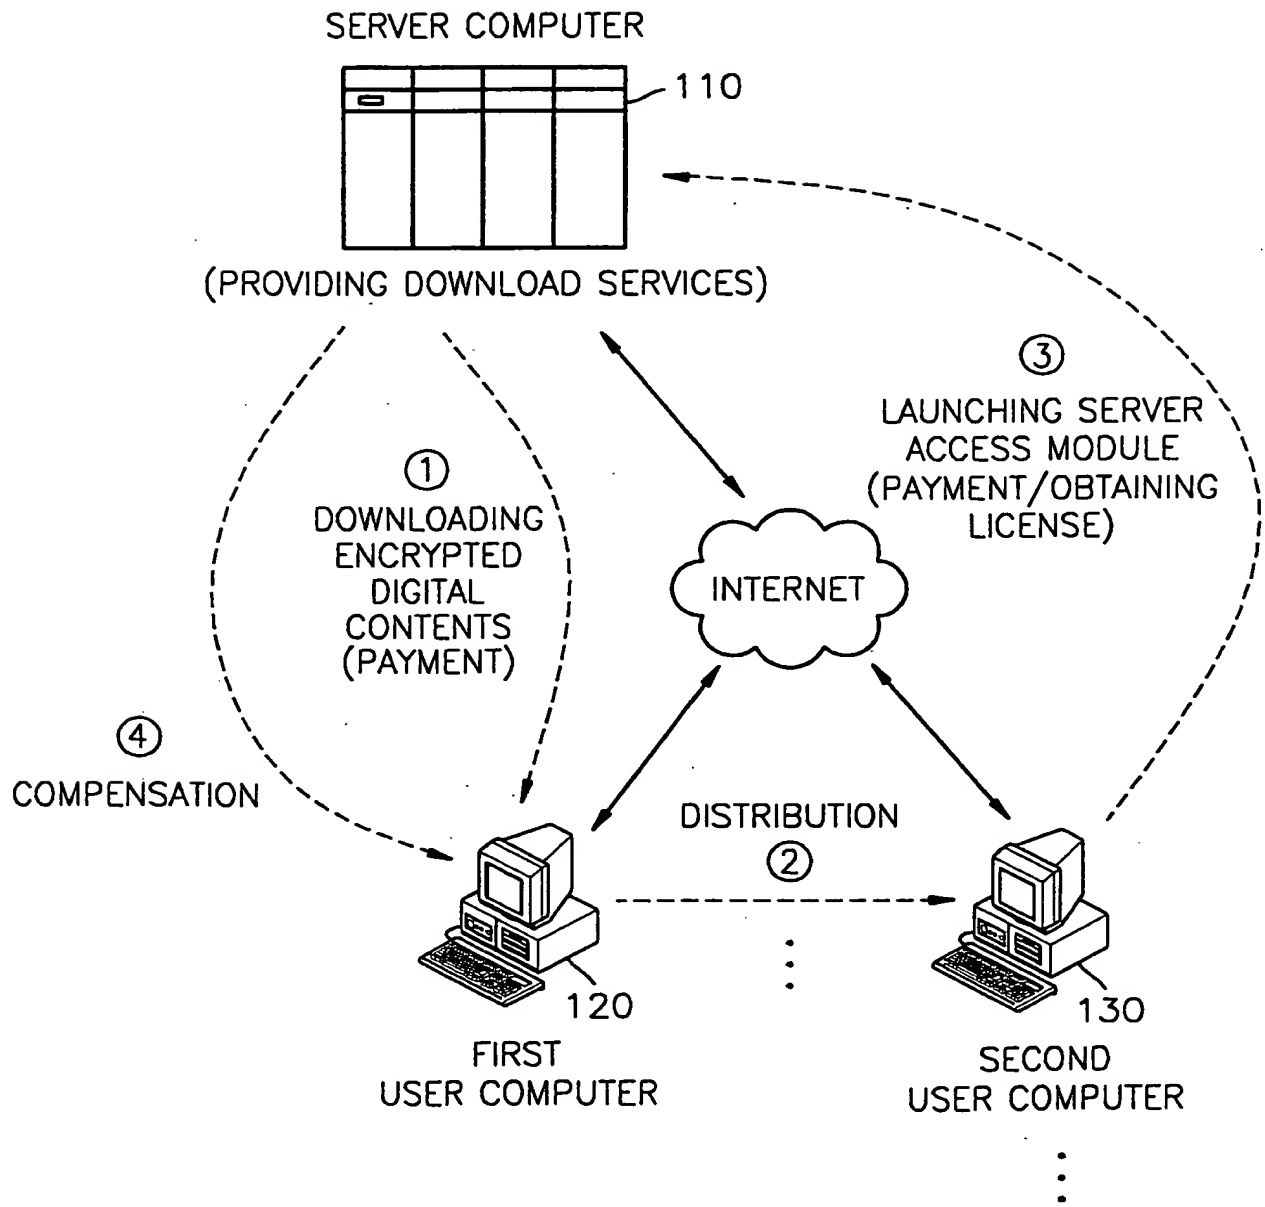 SERVER COMPUTER
110
(PROVIDING DOWNLOAD SERVICES)
③
LAUNCHING SERVER
ACCESS MODULE
(PAYMENT/OBTAINING
LICENSE)
①
DOWNLOADING
ENCRYPTED
DIGITAL
CONTENTS
(PAYMENT)
INTERNET
④
COMPENSATION
DISTRIBUTION
②
120
FIRST
USER COMPUTER
130
SECOND
USER COMPUTER